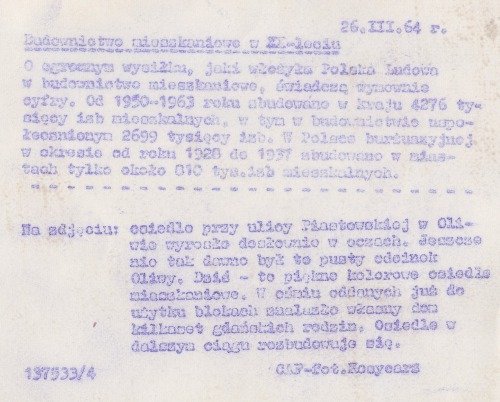 26.III.64 r.
Budownictwo mieszkaniowe w XX-leciu
O ogromnym wysiłku, jaki włożyła Polska Ludowa
w budownictwo mieszkaniowe, świadczą wymownie
cyfry. Od 1950-1963 roku zbudowano w kraju 4276 ty-
sięcy izb mieszkalnych, w tym w budownictwie uspo-
łecznionym 2699 tysięcy izb. W Polsce burżuazyjnej
w okresie od roku 1928 do 1937 zbudowano w mias-
tach tylko około 810 tys.izb mieszkalnych.
Na zdjęciu: osiedle przy ulicy Piastowskiej w Oli-
wie wyrosło dosłownie w oczach. Jeszcze
nie tak dawno był to pusty odcinek
Oliwy. Dziś - to piękne kolorowe osiedle
mieszkaniowe. W ośmiu oddanych już do
użytku blokach znalazło własny dom
kilkaset gdańskich rodzin. Osiedle w
dalszym ciągu rozbudowuje się.
137533/4 CAF-fot.Kosycarz